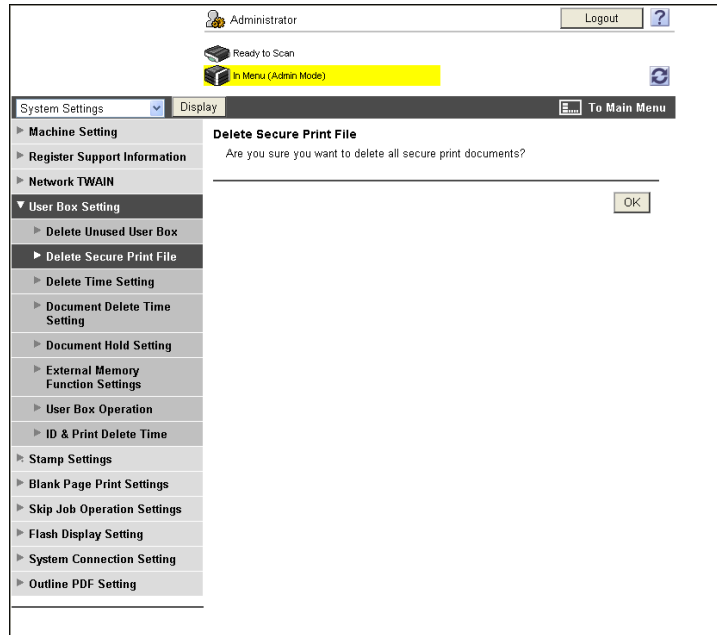 Administrator
Logout
?
Ready to Scan
In Menu (Admin Mode)
System Settings
Display
To Main Menu
Machine Setting
Register Support Information
Network TWAIN
User Box Setting
Delete Unused User Box
Delete Secure Print File
Delete Time Setting
Document Delete Time
Setting
Document Hold Setting
External Memory
Function Settings
User Box Operation
ID & Print Delete Time
Stamp Settings
Blank Page Print Settings
Skip Job Operation Settings
Flash Display Setting
System Connection Setting
Outline PDF Setting
Delete Secure Print File
Are you sure you want to delete all secure print documents?
OK